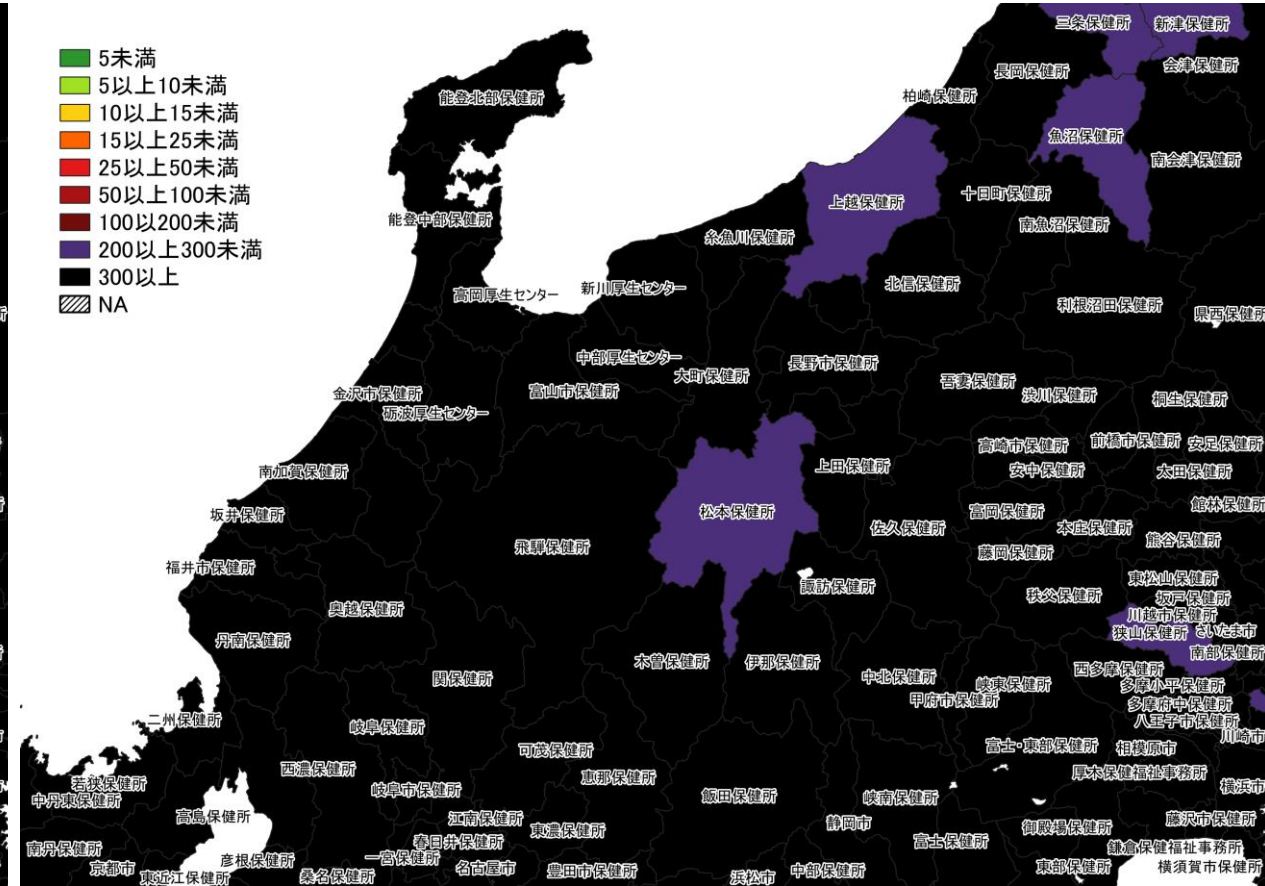 5未満
5以上10未満
10以上15未満
15以上25未満
25以上50未満
50以上100未満
100以200未満
200以上300未満
300以上
NA
三条保健所
新津保健所
長岡保健所
会津保健所
能登北部保健所
柏崎保健所
魚沼保健所
南会津保健所
十日町保健所
上越保健所
能登中部保健所
南魚沼保健所
糸魚川保健所
北信保健所
新川厚生センター
高岡厚生センター
利根沼田保健所
県西保健所
中部厚生センター
長野市保健所
大町保健所
吾妻保健所
富山市保健所
金沢市保健所
渋川保健所
桐生保健所
砺波厚生センター
高崎市保健所
前橋市保健所
安足保健所
南加賀保健所
上田保健所
安中保健所
太田保健所
坂井保健所
松本保健所
富岡保健所
館林保健所
佐久保健所
本庄保健所
飛騨保健所
藤岡保健所
熊谷保健所
福井市保健所
諏訪保健所
東松山保健所
秩父保健所
坂戸保健所
奥越保健所
川越市保健所
狭山保健所
さいたま市
丹南保健所
南部保健所
木曽保健所
伊那保健所
西多摩保健所
関保健所
中北保健所
峡東保健所
多摩小平保健所
甲府市保健所
多摩府中保健所
二州保健所
岐阜保健所
八王子市保健所
川崎市
可茂保健所
富士・東部保健所
相模原市
西濃保健所
恵那保健所
厚木保健福祉事務所
若狭保健所
岐阜市保健所
飯田保健所
峡南保健所
横浜市
中丹東保健所
高島保健所
江南保健所
東濃保健所
静岡市
御殿場保健所
藤沢市保健所
南丹保健所
春日井保健所
富士保健所
鎌倉保健福祉事務所
京都市
彦根保健所
一宮保健所
名古屋市
豊田市保健所
中部保健所
東部保健所
横須賀市保健所
東近江保健所
桑名保健所
浜松市